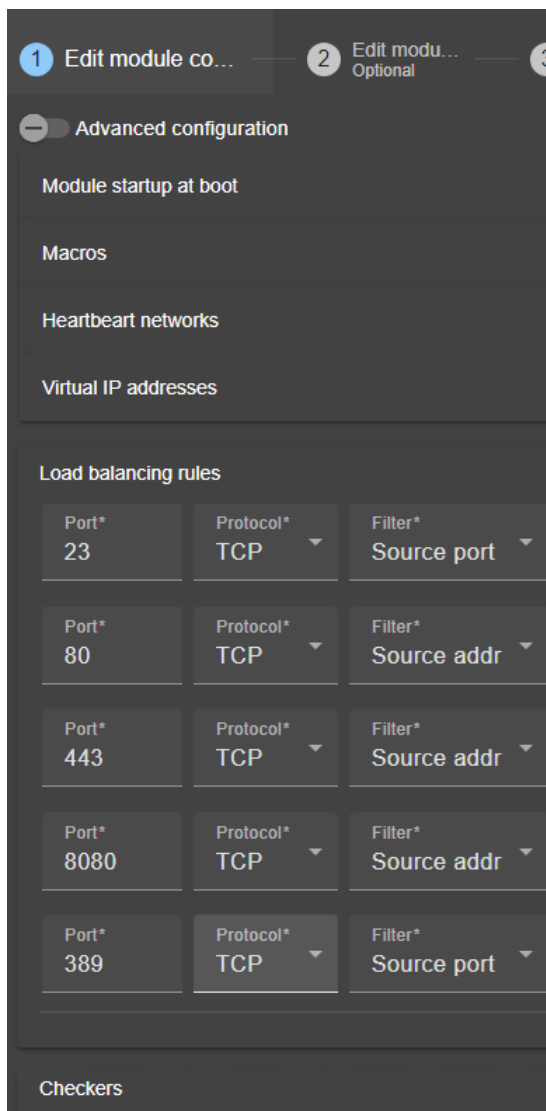 1 Edit module co...
2 Edit modu...
Optional
3
Advanced configuration
Module startup at boot
Macros
Heartbeart networks
Virtual IP addresses
Load balancing rules
Port* Protocol* Filter*
23 TCP Source port
Port* Protocol* Filter*
80 TCP Source addr
Port* Protocol* Filter*
443 TCP Source addr
Port* Protocol* Filter*
8080 TCP Source addr
Port* Protocol* Filter*
389 TCP Source port
Checkers